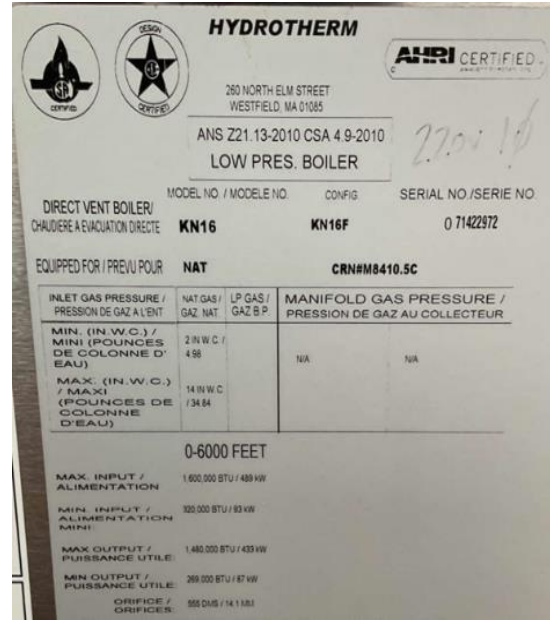 HYDROTHERM
DESIGN
CERTIFIED
CERTIFIED
AHRI CERTIFIED
260 NORTH ELM STREET
WESTFIELD, MA 01085
ANS Z21.13-2010 CSA 4.9-2010
LOW PRES. BOILER
220V 1Ø
DIRECT VENT BOILER/
CHAUDIERE A EVACUATION DIRECTE
MODEL NO. / MODELE NO.
KN16
CONFIG.
KN16F
SERIAL NO./SERIE NO.
0 71422972
EQUIPPED FOR / PREVU POUR NAT CRN#M8410.5C
INLET GAS PRESSURE /
PRESSION DE GAZ A L'ENT
NAT.GAS /
GAZ. NAT.
LP GAS /
GAZ B.P.
MANIFOLD GAS PRESSURE /
PRESSION DE GAZ AU COLLECTEUR
MIN. (IN.W.C.) /
MINI (POUNCES
DE COLONNE D'
EAU)
2 IN W.C. /
4.98
N/A
N/A
MAX. (IN.W.C.)
/ MAXI
(POUNCES DE
COLONNE
D'EAU)
14 IN W.C
/ 34.84
0-6000 FEET
MAX. INPUT /
ALIMENTATION
1,600,000 BTU / 469 kW
MIN. INPUT /
ALIMENTATION
MINI:
320,000 BTU / 93 kW
MAX OUTPUT /
PUISSANCE UTILE:
1,480,000 BTU / 433 kW
MIN OUTPUT /
PUISSANCE UTILE:
269,000 BTU / 87 kW
ORIFICE /
ORIFICES:
555 DMS / 14.1 MM